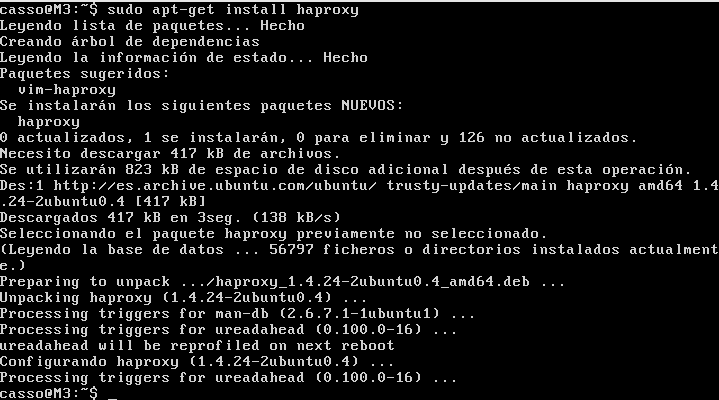 casso@M3:~$ sudo apt-get install haproxy
Leyendo lista de paquetes... Hecho
Creando árbol de dependencias
Leyendo la información de estado... Hecho
Paquetes sugeridos:
  vim-haproxy
Se instalarán los siguientes paquetes NUEVOS:
  haproxy
0 actualizados, 1 se instalarán, 0 para eliminar y 126 no actualizados.
Necesito descargar 417 kB de archivos.
Se utilizarán 823 kB de espacio de disco adicional después de esta operación.
Des:1 http://es.archive.ubuntu.com/ubuntu/ trusty-updates/main haproxy amd64 1.4
.24-2ubuntu0.4 [417 kB]
Descargados 417 kB en 3seg. (138 kB/s)
Seleccionando el paquete haproxy previamente no seleccionado.
(Leyendo la base de datos ... 56797 ficheros o directorios instalados actualment
e.)
Preparing to unpack .../haproxy_1.4.24-2ubuntu0.4_amd64.deb ...
Unpacking haproxy (1.4.24-2ubuntu0.4) ...
Processing triggers for man-db (2.6.7.1-1ubuntu1) ...
Processing triggers for ureadahead (0.100.0-16) ...
ureadahead will be reprofiled on next reboot
Configurando haproxy (1.4.24-2ubuntu0.4) ...
Processing triggers for ureadahead (0.100.0-16) ...
casso@M3:~$ _